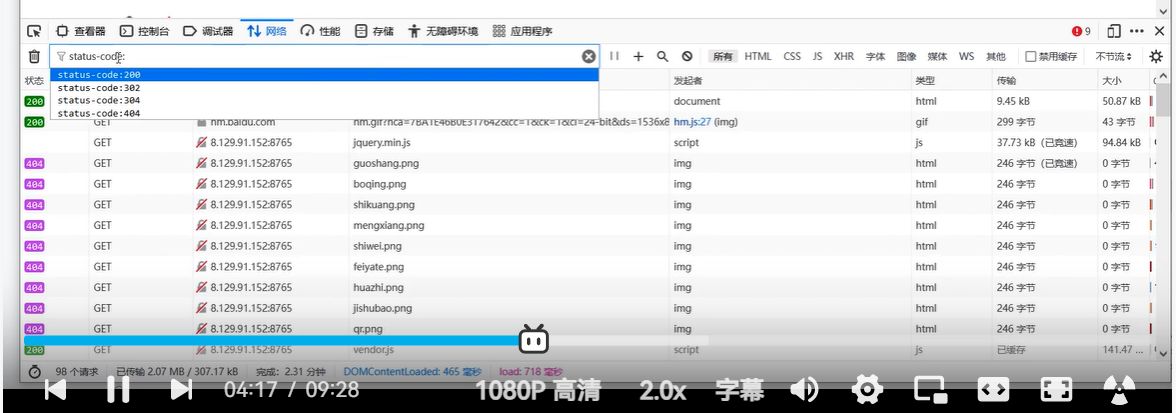 查看器 控制台 调试器 网络 性能 存储 无障碍环境 应用程序 9
status-code: 所有 HTML CSS JS XHR 字体 图像 媒体 WS 其他 禁用缓存 不节流
status-code:200
status-code:302
status-code:304
status-code:404
状态 发起者 类型 传输 大小
200 document html 9.45 kB 50.87 kB
200 GET hm.baidu.com hm.js:27 (img) gif 299 字节 43 字节
GET 8.129.91.152:8765 jquery.min.js script js 37.73 kB（已竞速） 94.84 kB
404 GET 8.129.91.152:8765 guoshang.png img html 246 字节（已竞速） 0 字节
404 GET 8.129.91.152:8765 boqing.png img html 246 字节 0 字节
404 GET 8.129.91.152:8765 shikuang.png img html 246 字节 0 字节
404 GET 8.129.91.152:8765 mengxiang.png img html 246 字节 0 字节
404 GET 8.129.91.152:8765 shiwei.png img html 246 字节 0 字节
404 GET 8.129.91.152:8765 feiyate.png img html 246 字节 0 字节
404 GET 8.129.91.152:8765 huazhi.png img html 246 字节 0 字节
404 GET 8.129.91.152:8765 jishubao.png img html 246 字节 0 字节
404 GET 8.129.91.152:8765 qr.png img html 246 字节 0 字节
200 GET 8.129.91.152:8765 vendor.js script js 已缓存 141.47 ...
98 个请求 已传输 2.07 MB / 307.17 kB 完成：2.31 分钟 DOMContentLoaded: 465 毫秒 load: 718 毫秒
04:17 / 09:28 1080P 高清 2.0x 字幕